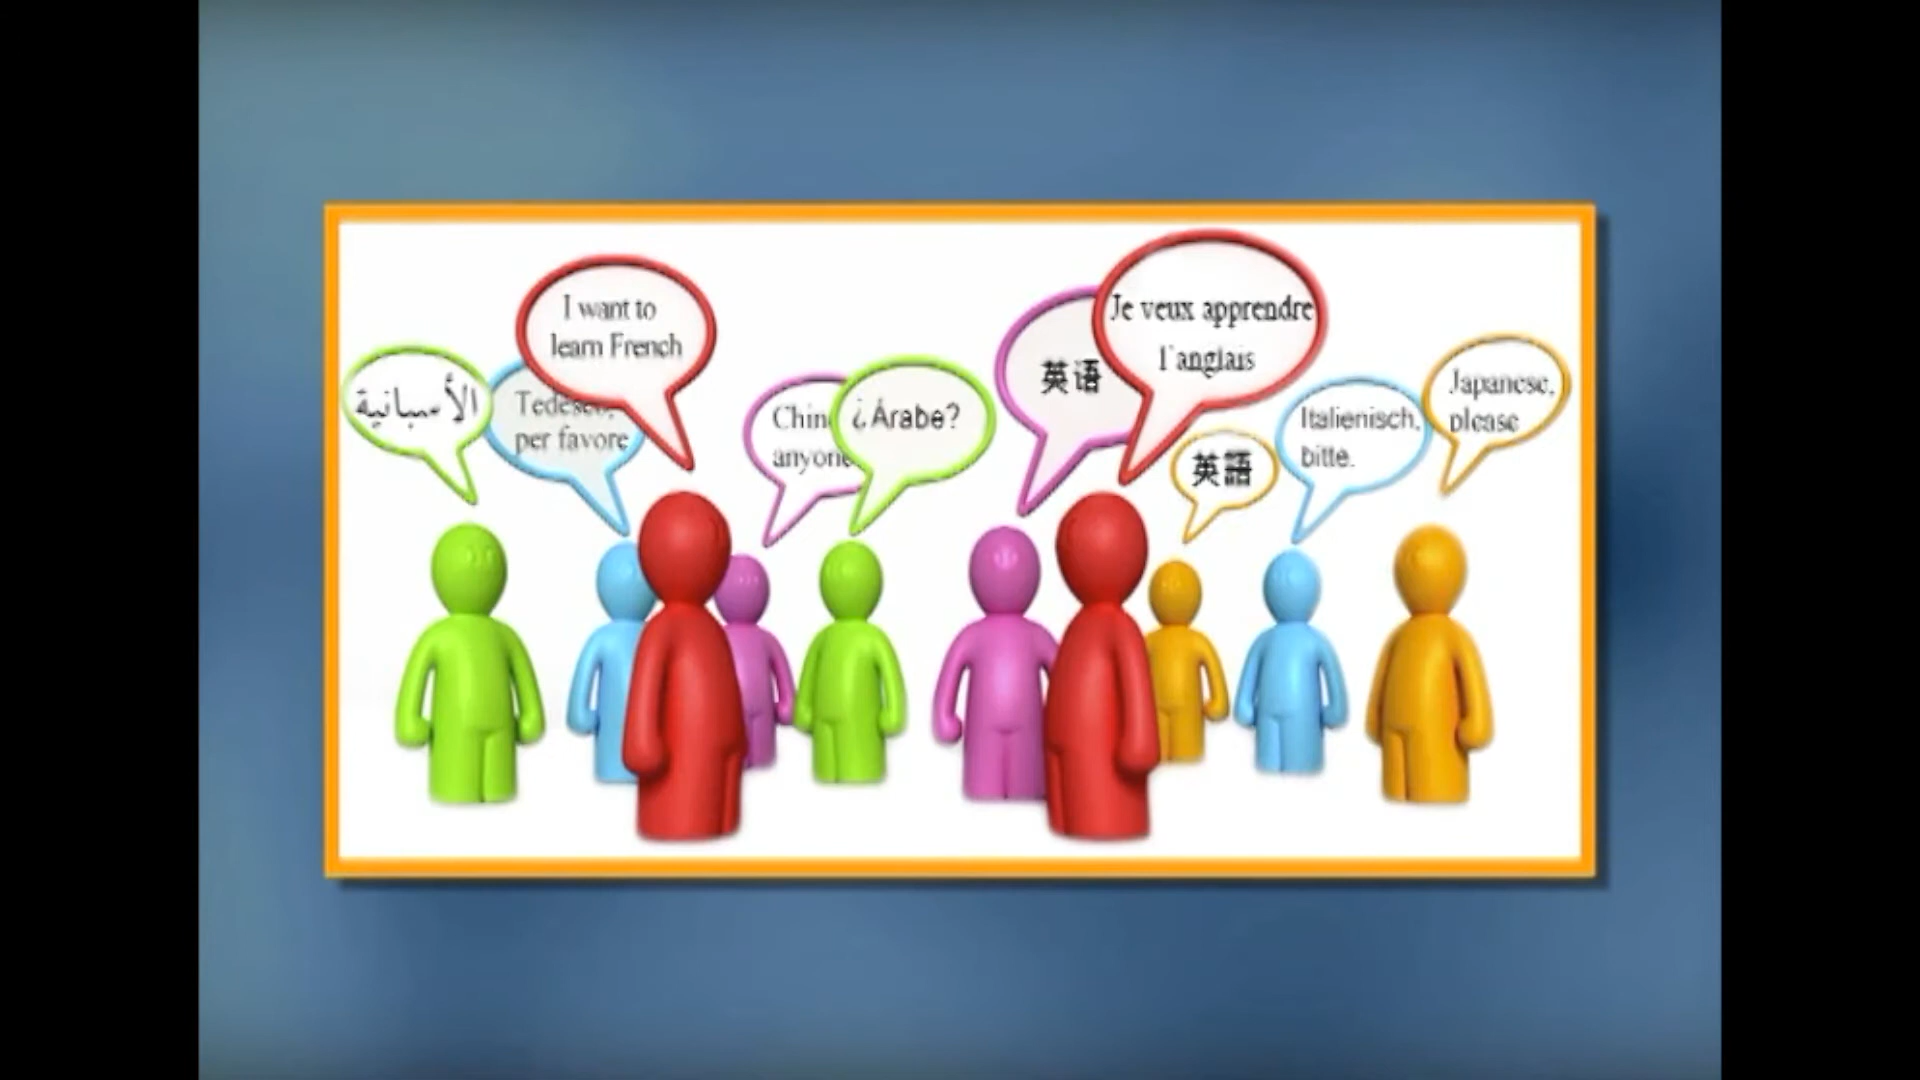 الأسبانية
Tedesco,
per favore
I want to
learn French
anyone
¿Árabe?
英语
Je veux apprendre
l'anglais
英語
Italienisch,
bitte.
Japanese,
please